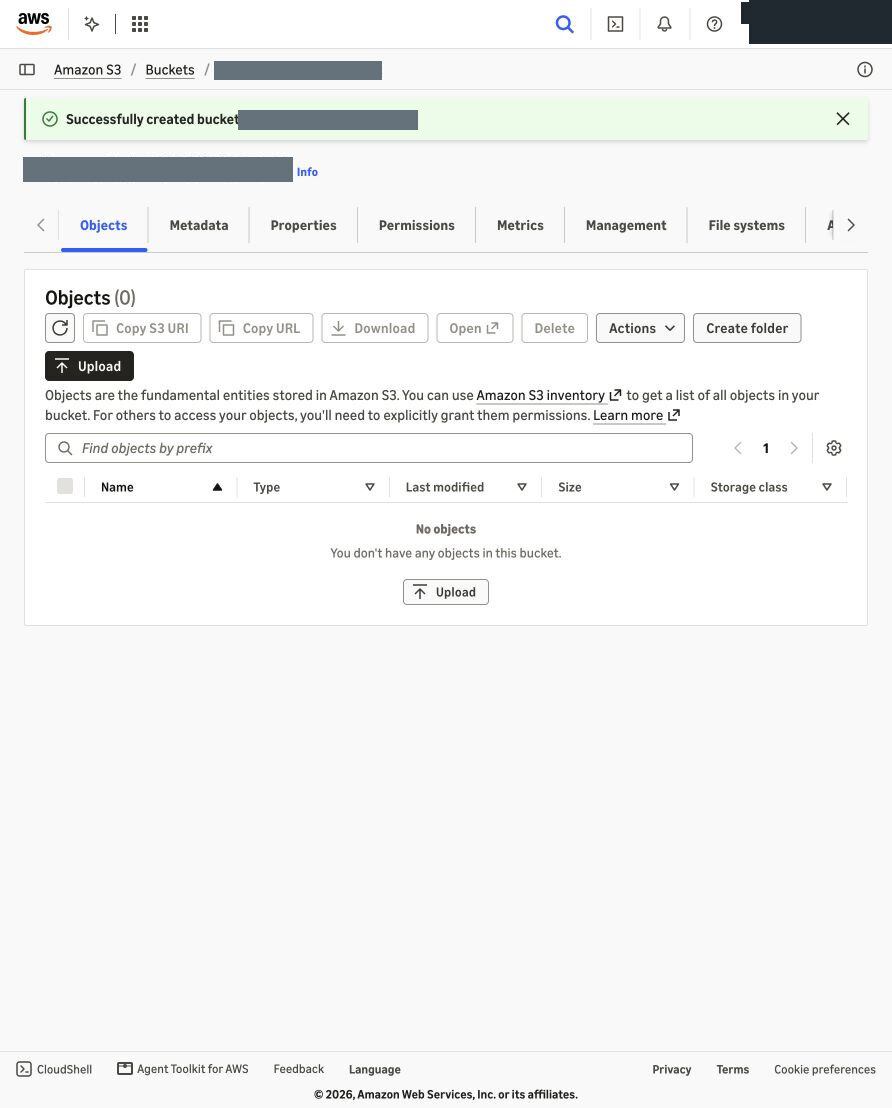 aws
Amazon S3 / Buckets /
Successfully created bucket
Info
Objects Metadata Properties Permissions Metrics Management File systems
Objects (0)
Copy S3 URI Copy URL Download Open Delete Actions Create folder
Upload
Objects are the fundamental entities stored in Amazon S3. You can use Amazon S3 inventory to get a list of all objects in your
bucket. For others to access your objects, you'll need to explicitly grant them permissions. Learn more
Find objects by prefix 1
Name Type Last modified Size Storage class
No objects
You don't have any objects in this bucket.
Upload
CloudShell Agent Toolkit for AWS Feedback Language Privacy Terms Cookie preferences
© 2026, Amazon Web Services, Inc. or its affiliates.